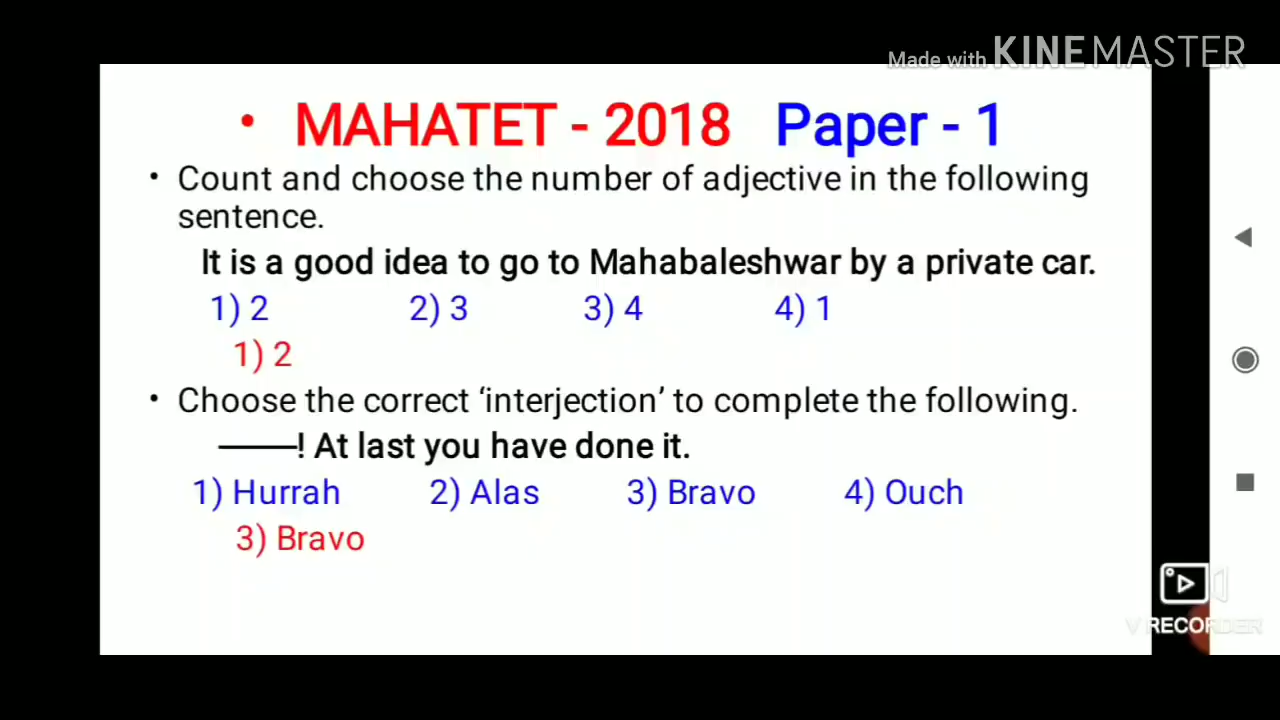 Made with KINEMASTER
• MAHATET - 2018 Paper - 1
• Count and choose the number of adjective in the following
sentence.
It is a good idea to go to Mahabaleshwar by a private car.
1) 2 2) 3 3) 4 4) 1
1) 2
• Choose the correct ‘interjection’ to complete the following.
———! At last you have done it.
1) Hurrah 2) Alas 3) Bravo 4) Ouch
3) Bravo
V RECORDER